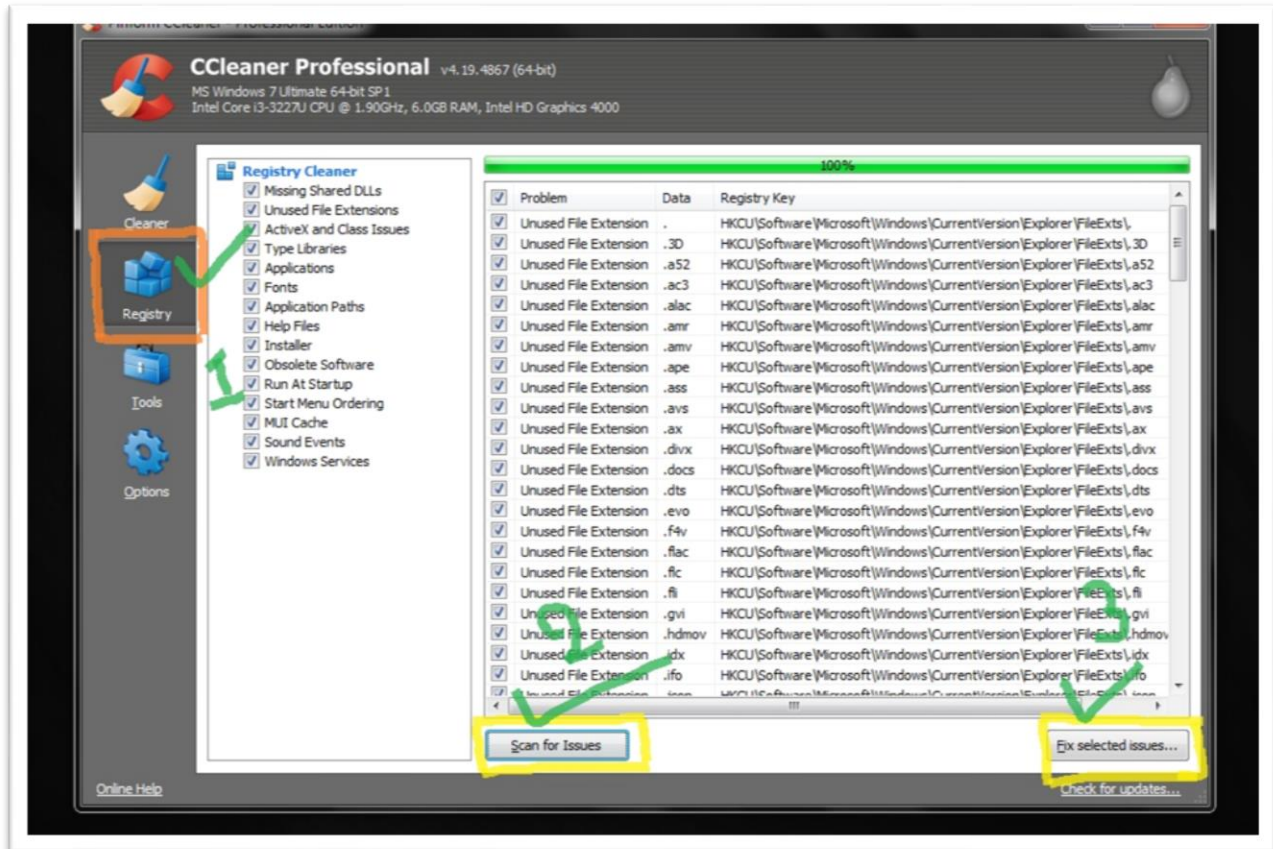 CCleaner - Professional Edition
CCleaner Professional v4.19.4867 (64-bit)
MS Windows 7 Ultimate 64-bit SP1
Intel Core i3-3227U CPU @ 1.90GHz, 6.0GB RAM, Intel HD Graphics 4000
Cleaner
Registry
Tools
Options
Registry Cleaner
Missing Shared DLLs
Unused File Extensions
ActiveX and Class Issues
Type Libraries
Applications
Fonts
Application Paths
Help Files
Installer
Obsolete Software
Run At Startup
Start Menu Ordering
MUI Cache
Sound Events
Windows Services
1
100%
Problem Data Registry Key
Unused File Extension . HKCU\Software\Microsoft\Windows\CurrentVersion\Explorer\FileExts\.
Unused File Extension .3D HKCU\Software\Microsoft\Windows\CurrentVersion\Explorer\FileExts\.3D
Unused File Extension .a52 HKCU\Software\Microsoft\Windows\CurrentVersion\Explorer\FileExts\.a52
Unused File Extension .ac3 HKCU\Software\Microsoft\Windows\CurrentVersion\Explorer\FileExts\.ac3
Unused File Extension .alac HKCU\Software\Microsoft\Windows\CurrentVersion\Explorer\FileExts\.alac
Unused File Extension .amr HKCU\Software\Microsoft\Windows\CurrentVersion\Explorer\FileExts\.amr
Unused File Extension .amv HKCU\Software\Microsoft\Windows\CurrentVersion\Explorer\FileExts\.amv
Unused File Extension .ape HKCU\Software\Microsoft\Windows\CurrentVersion\Explorer\FileExts\.ape
Unused File Extension .ass HKCU\Software\Microsoft\Windows\CurrentVersion\Explorer\FileExts\.ass
Unused File Extension .avs HKCU\Software\Microsoft\Windows\CurrentVersion\Explorer\FileExts\.avs
Unused File Extension .ax HKCU\Software\Microsoft\Windows\CurrentVersion\Explorer\FileExts\.ax
Unused File Extension .divx HKCU\Software\Microsoft\Windows\CurrentVersion\Explorer\FileExts\.divx
Unused File Extension .docs HKCU\Software\Microsoft\Windows\CurrentVersion\Explorer\FileExts\.docs
Unused File Extension .dts HKCU\Software\Microsoft\Windows\CurrentVersion\Explorer\FileExts\.dts
Unused File Extension .evo HKCU\Software\Microsoft\Windows\CurrentVersion\Explorer\FileExts\.evo
Unused File Extension .f4v HKCU\Software\Microsoft\Windows\CurrentVersion\Explorer\FileExts\.f4v
Unused File Extension .flac HKCU\Software\Microsoft\Windows\CurrentVersion\Explorer\FileExts\.flac
Unused File Extension .flc HKCU\Software\Microsoft\Windows\CurrentVersion\Explorer\FileExts\.flc
Unused File Extension .fli HKCU\Software\Microsoft\Windows\CurrentVersion\Explorer\FileExts\.fli
Unused File Extension .gvi HKCU\Software\Microsoft\Windows\CurrentVersion\Explorer\FileExts\.gvi
Unused File Extension .hdmov HKCU\Software\Microsoft\Windows\CurrentVersion\Explorer\FileExts\.hdmov
Unused File Extension .idx HKCU\Software\Microsoft\Windows\CurrentVersion\Explorer\FileExts\.idx
Unused File Extension .ifo HKCU\Software\Microsoft\Windows\CurrentVersion\Explorer\FileExts\.ifo
2
3
Scan for Issues
Fix selected issues...
Online Help
Check for updates...